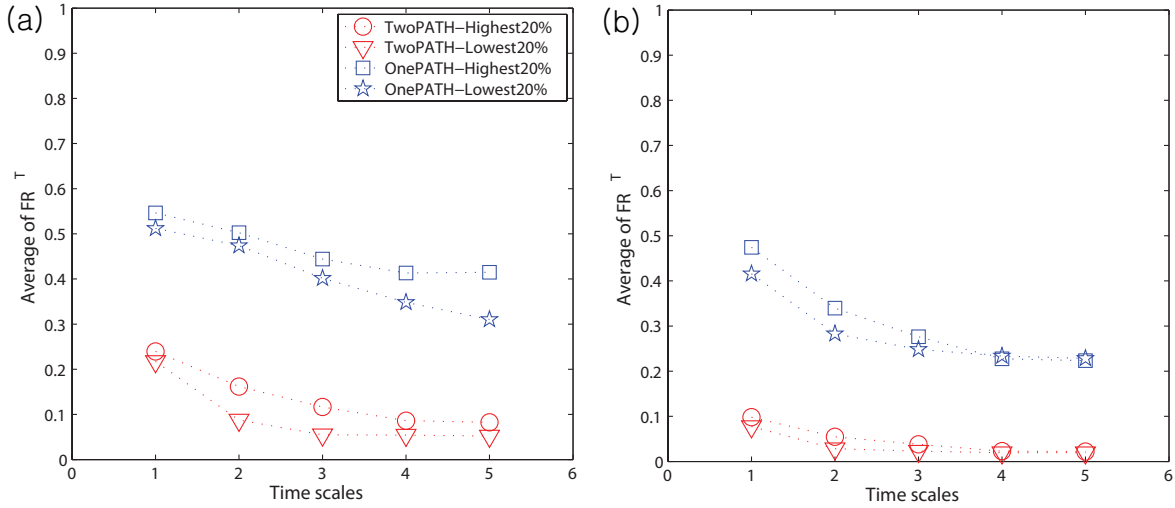 (a)
TwoPATH-Highest20%
TwoPATH-Lowest20%
OnePATH-Highest20%
OnePATH-Lowest20%
1
0.9
0.8
0.7
0.6
0.5
0.4
0.3
0.2
0.1
0
0 1 2 3 4 5 6
Average of FR T
Time scales
(b)
1
0.9
0.8
0.7
0.6
0.5
0.4
0.3
0.2
0.1
0
0 1 2 3 4 5 6
Average of FR T
Time scales